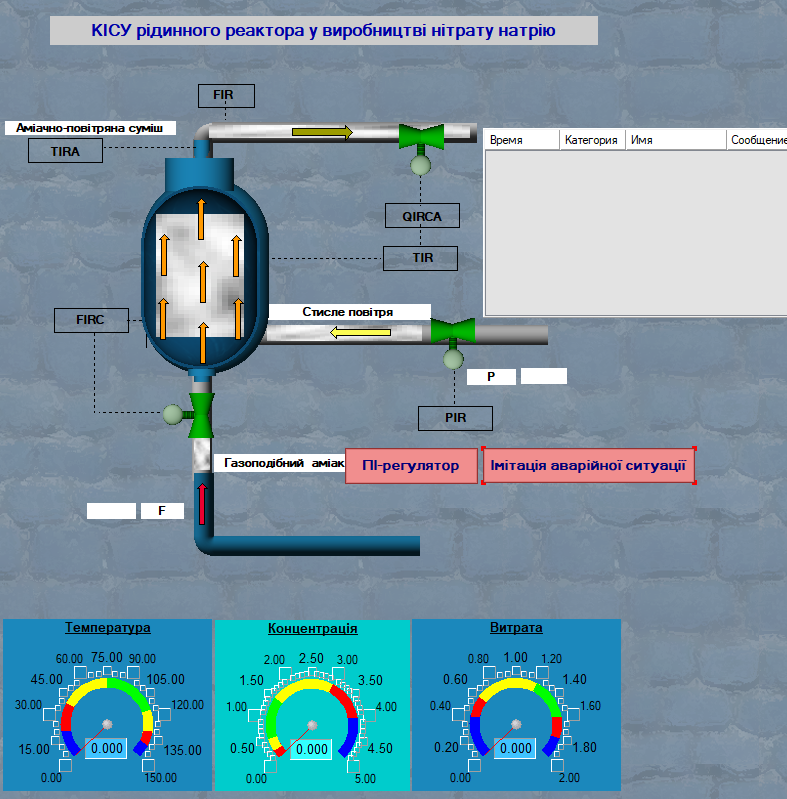 КІСУ рідинного реактора у виробництві нітрату натрію
FIR
Аміачно-повітряна суміш
TIRA
Время Категория Имя Сообщение
QIRCA
TIR
Стисле повітря
FIRC
P
PIR
Газоподібний аміак
ПІ-регулятор
Імітація аварійної ситуації
F
Температура
0.00 15.00 30.00 45.00 60.00 75.00 90.00 105.00 120.00 135.00 150.00
0.000
Концентрація
0.00 0.50 1.00 1.50 2.00 2.50 3.00 3.50 4.00 4.50 5.00
0.000
Витрата
0.00 0.20 0.40 0.60 0.80 1.00 1.20 1.40 1.60 1.80 2.00
0.000